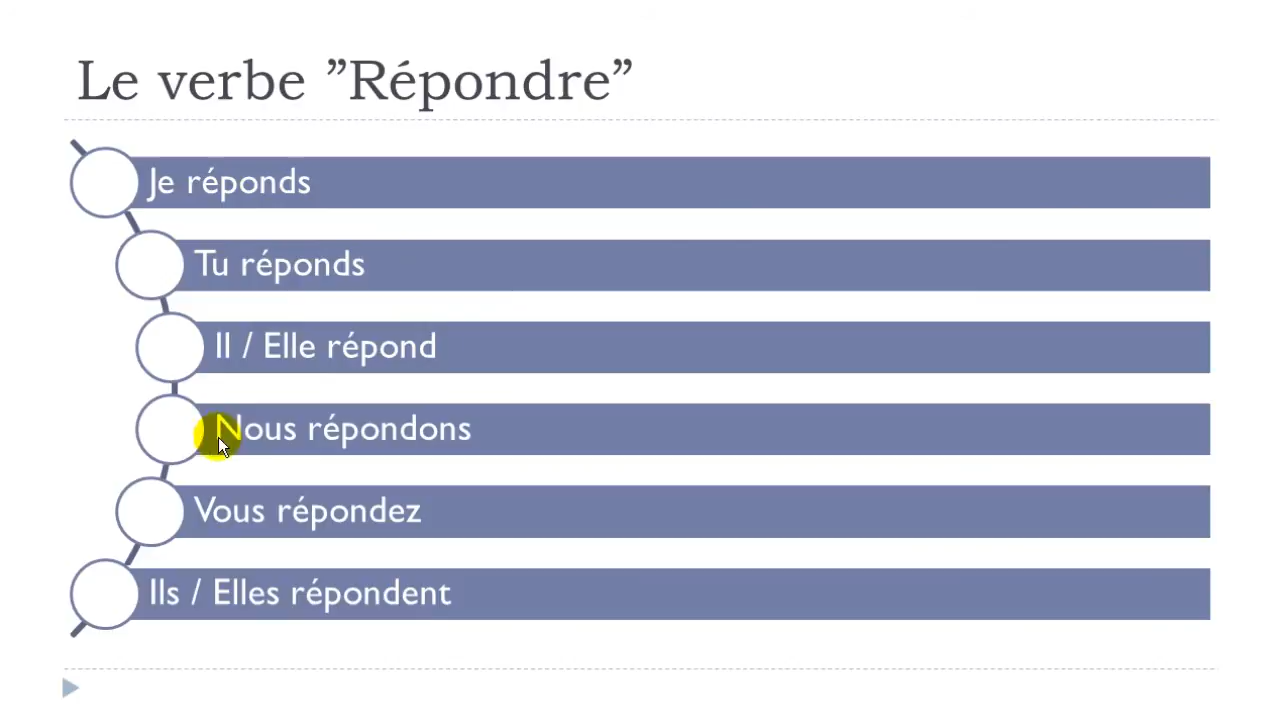 Le verbe ”Répondre”
Je réponds
Tu réponds
Il / Elle répond
Nous répondons
Vous répondez
Ils / Elles répondent